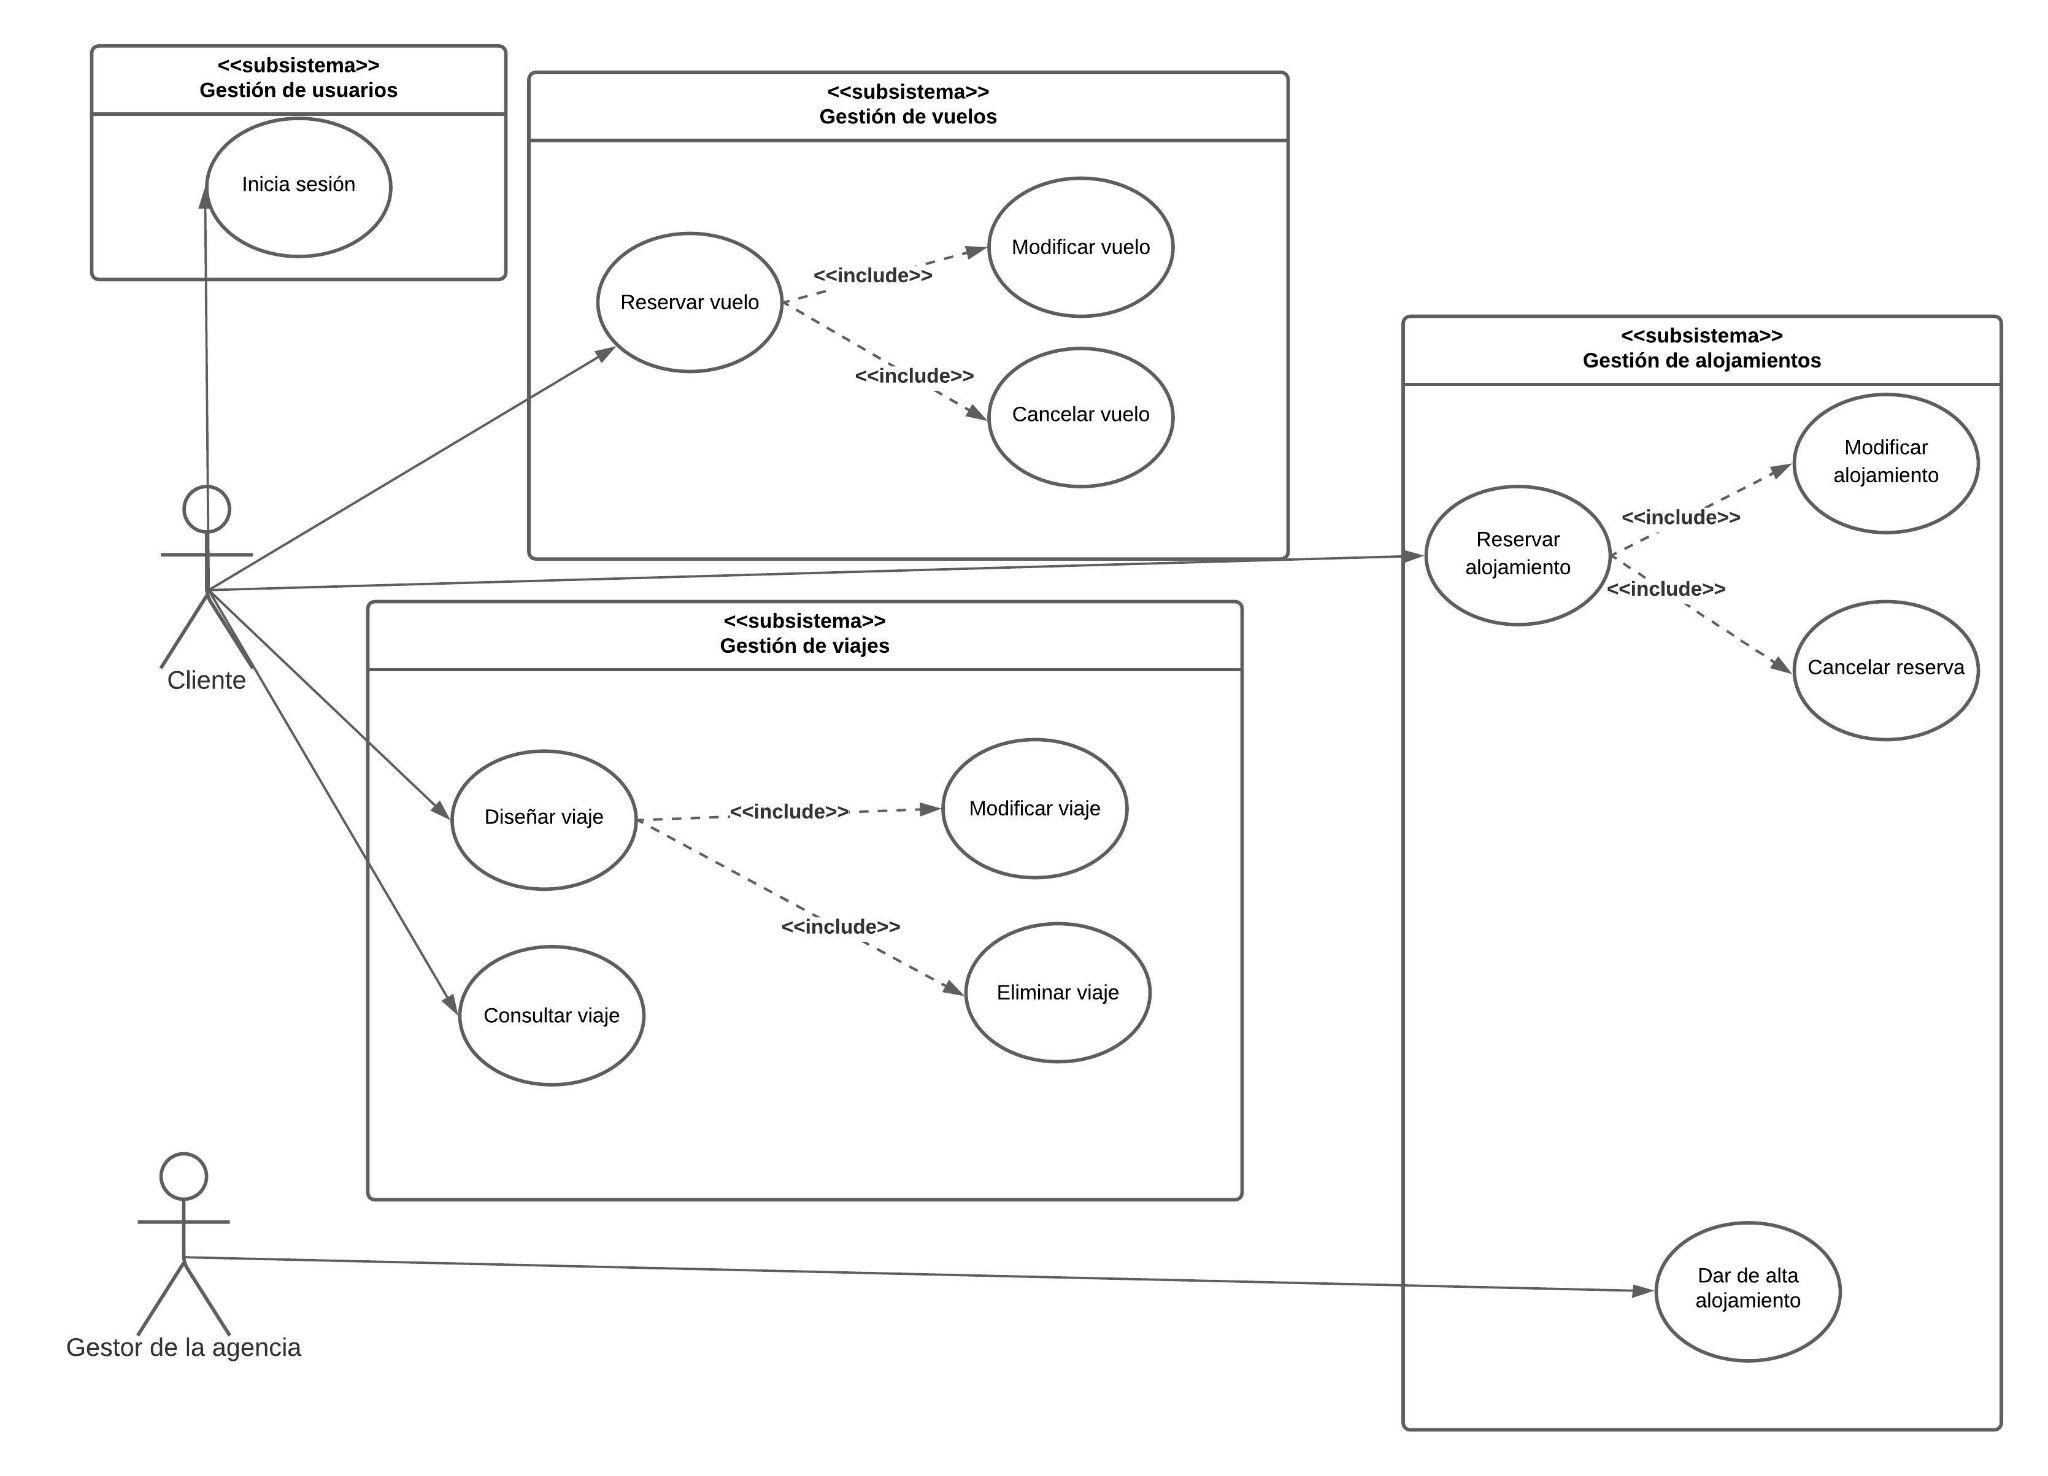 <<subsistema>>
Gestión de usuarios
Inicia sesión
<<subsistema>>
Gestión de vuelos
Reservar vuelo
<<include>>
Modificar vuelo
<<include>>
Cancelar vuelo
<<subsistema>>
Gestión de alojamientos
Reservar
alojamiento
<<include>>
Modificar
alojamiento
<<include>>
Cancelar reserva
Dar de alta
alojamiento
Cliente
<<subsistema>>
Gestión de viajes
Diseñar viaje
<<include>>
Modificar viaje
<<include>>
Eliminar viaje
Consultar viaje
Gestor de la agencia